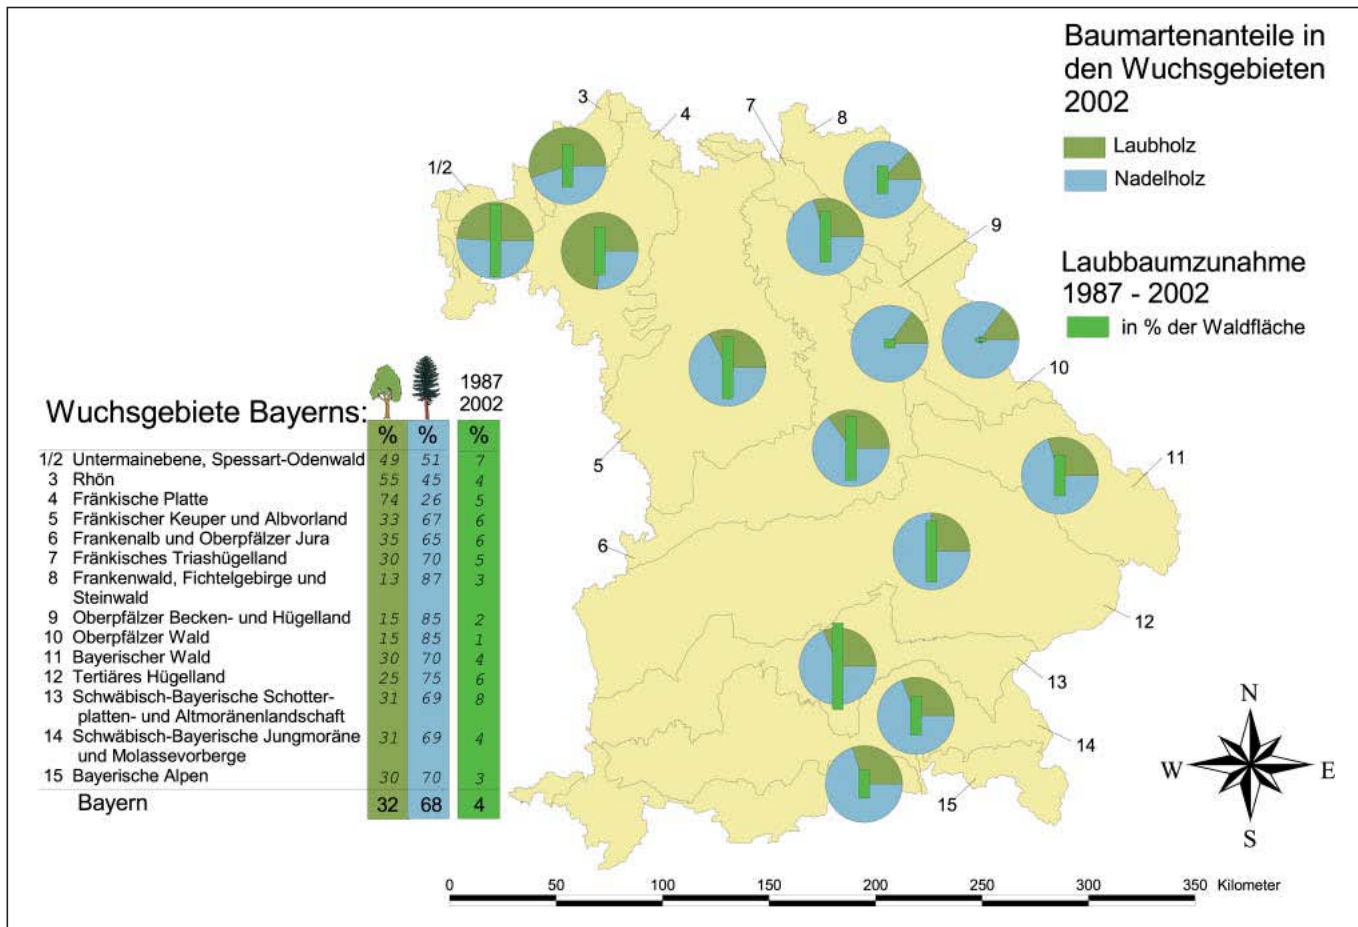 Baumartenanteile in
den Wuchsgebieten
2002
Laubholz
Nadelholz
Laubbaumzunahme
1987 - 2002
in % der Waldfläche
3
4
7
8
1/2
9
10
5
11
6
12
13
14
15
1987
2002
Wuchsgebiete Bayerns:
% % %
1/2 Untermainebene, Spessart-Odenwald 49 51 7
3 Rhön 55 45 4
4 Fränkische Platte 74 26 5
5 Fränkischer Keuper und Albvorland 33 67 6
6 Frankenalb und Oberpfälzer Jura 35 65 6
7 Fränkisches Triashügelland 30 70 5
8 Frankenwald, Fichtelgebirge und 13 87 3
Steinwald
9 Oberpfälzer Becken- und Hügelland 15 85 2
10 Oberpfälzer Wald 15 85 1
11 Bayerischer Wald 30 70 4
12 Tertiäres Hügelland 25 75 6
13 Schwäbisch-Bayerische Schotter- 31 69 8
platten- und Altmoränenlandschaft
14 Schwäbisch-Bayerische Jungmoräne 31 69 4
und Molassevorberge
15 Bayerische Alpen 30 70 3
Bayern 32 68 4
N
W E
S
0 50 100 150 200 250 300 350 Kilometer